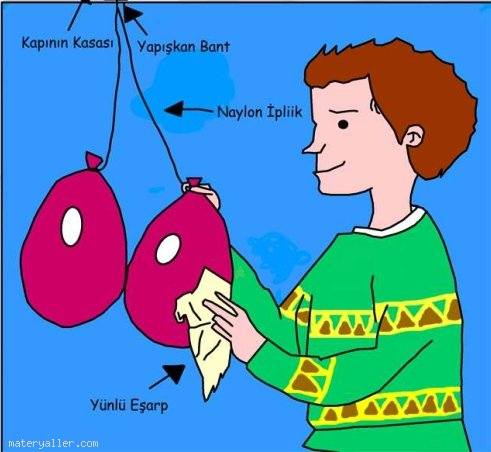 Kapının Kasası
Yapışkan Bant
Naylon İpliik
Yünlü Eşarp
materyaller.com